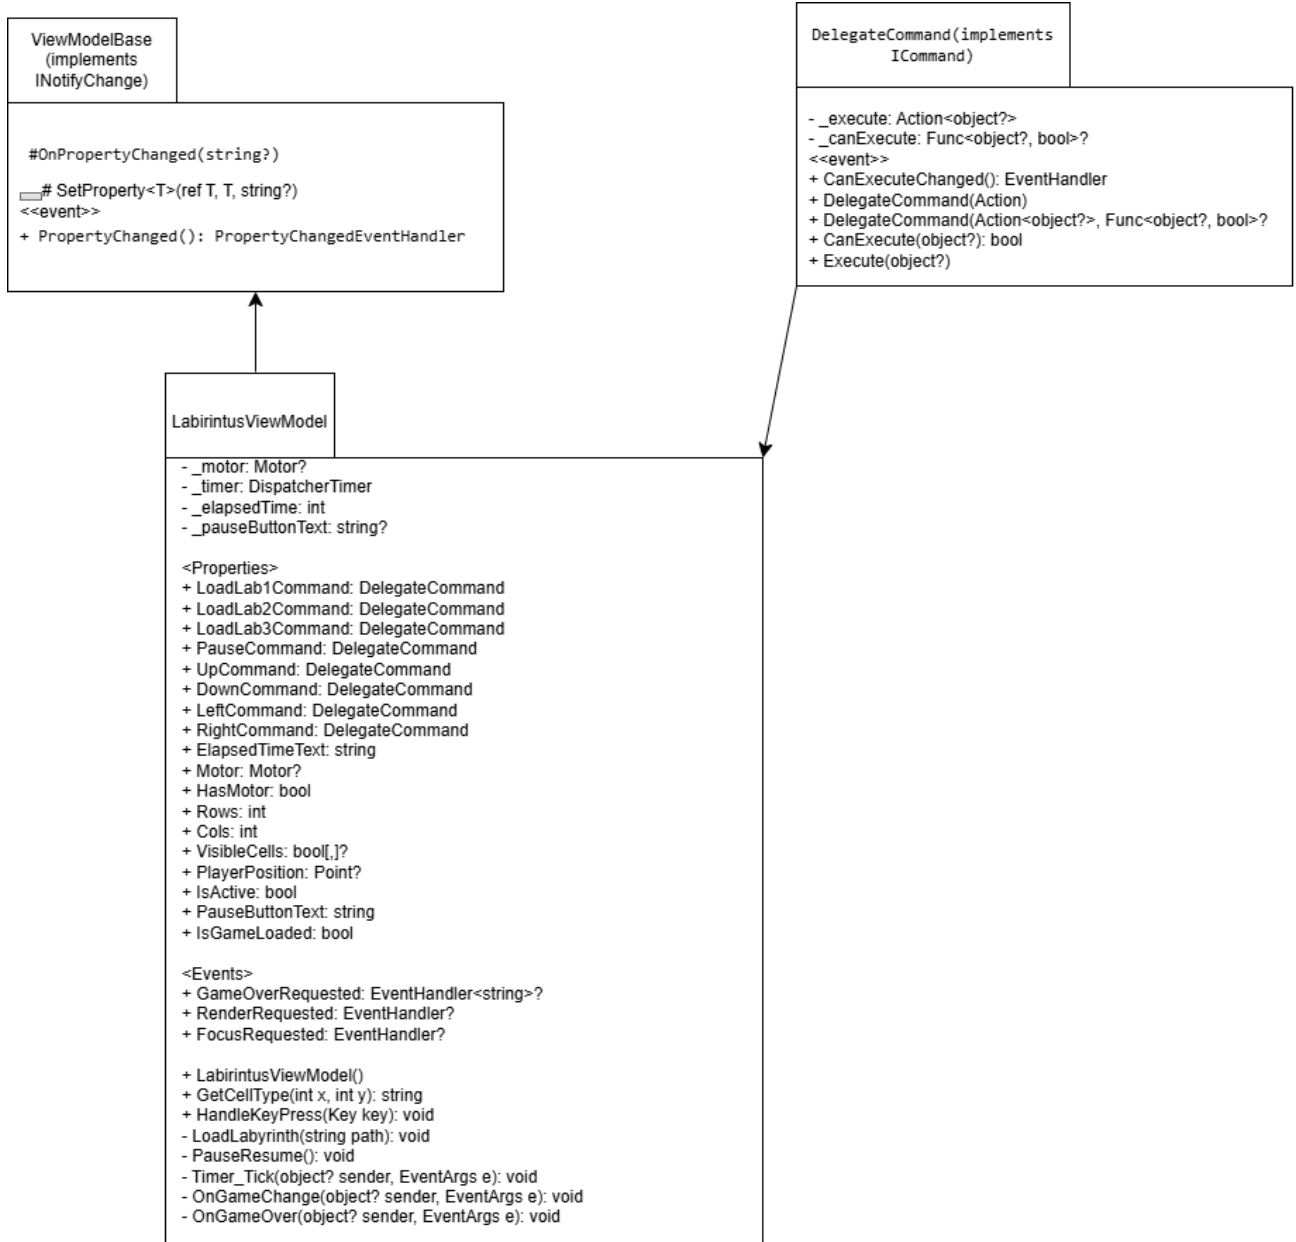 ViewModelBase
(implements
INotifyChange)
#OnPropertyChanged(string?)
# SetProperty<T>(ref T, T, string?)
<<event>>
+ PropertyChanged(): PropertyChangedEventHandler
DelegateCommand(implements
ICommand)
- _execute: Action<object?>
- _canExecute: Func<object?, bool>?
<<event>>
+ CanExecuteChanged(): EventHandler
+ DelegateCommand(Action)
+ DelegateCommand(Action<object?>, Func<object?, bool>?
+ CanExecute(object?): bool
+ Execute(object?)
LabirintusViewModel
- _motor: Motor?
- _timer: DispatcherTimer
- _elapsedTime: int
- _pauseButtonText: string?
<Properties>
+ LoadLab1Command: DelegateCommand
+ LoadLab2Command: DelegateCommand
+ LoadLab3Command: DelegateCommand
+ PauseCommand: DelegateCommand
+ UpCommand: DelegateCommand
+ DownCommand: DelegateCommand
+ LeftCommand: DelegateCommand
+ RightCommand: DelegateCommand
+ ElapsedTimeText: string
+ Motor: Motor?
+ HasMotor: bool
+ Rows: int
+ Cols: int
+ VisibleCells: bool[,]?
+ PlayerPosition: Point?
+ IsActive: bool
+ PauseButtonText: string
+ IsGameLoaded: bool
<Events>
+ GameOverRequested: EventHandler<string>?
+ RenderRequested: EventHandler?
+ FocusRequested: EventHandler?
+ LabirintusViewModel()
+ GetCellType(int x, int y): string
+ HandleKeyPress(Key key): void
- LoadLabyrinth(string path): void
- PauseResume(): void
- Timer_Tick(object? sender, EventArgs e): void
- OnGameChange(object? sender, EventArgs e): void
- OnGameOver(object? sender, EventArgs e): void